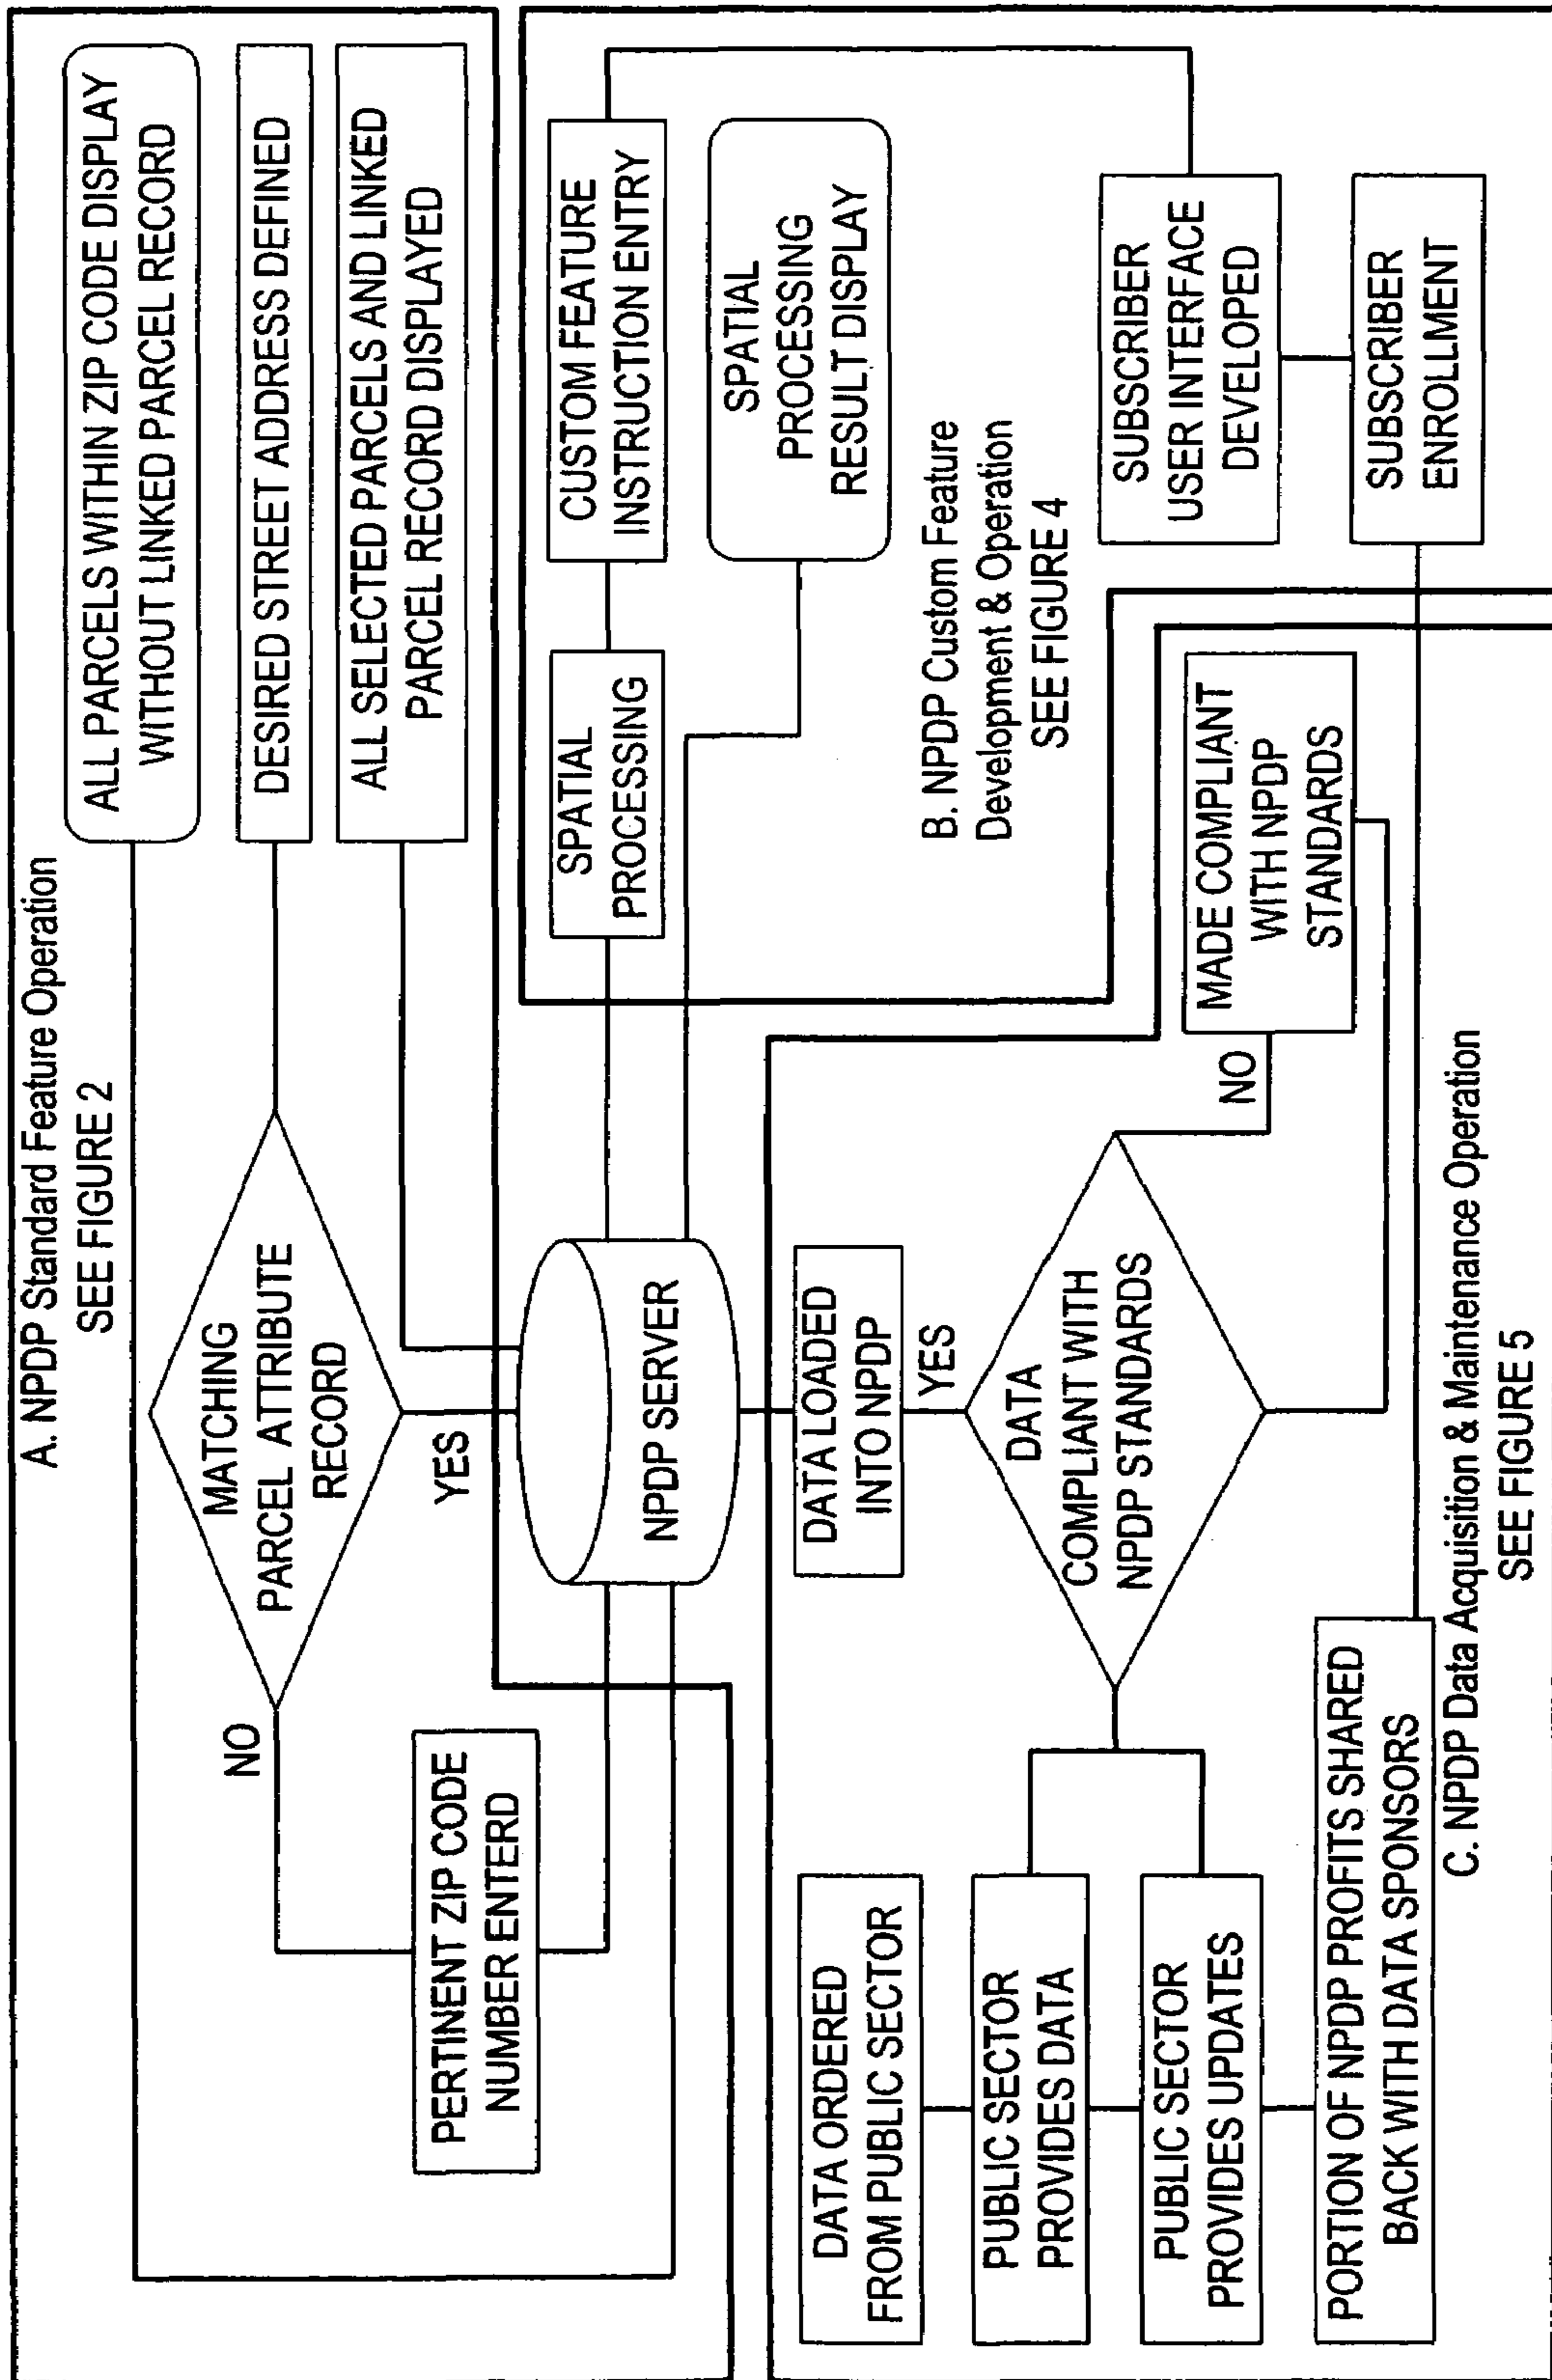 A. NPDP Standard Feature Operation
SEE FIGURE 2
ALL PARCELS WITHIN ZIP CODE DISPLAY
WITHOUT LINKED PARCEL RECORD
DESIRED STREET ADDRESS DEFINED
ALL SELECTED PARCELS AND LINKED
PARCEL RECORD DISPLAYED
MATCHING
PARCEL ATTRIBUTE
RECORD
NO
YES
PERTINENT ZIP CODE
NUMBER ENTERD
NPDP SERVER
SPATIAL
PROCESSING
CUSTOM FEATURE
INSTRUCTION ENTRY
SPATIAL
PROCESSING
RESULT DISPLAY
B. NPDP Custom Feature
Development & Operation
SEE FIGURE 4
SUBSCRIBER
USER INTERFACE
DEVELOPED
SUBSCRIBER
ENROLLMENT
DATA LOADED
INTO NPDP
YES
DATA
COMPLIANT WITH
NPDP STANDARDS
NO
MADE COMPLIANT
WITH NPDP
STANDARDS
DATA ORDERED
FROM PUBLIC SECTOR
PUBLIC SECTOR
PROVIDES DATA
PUBLIC SECTOR
PROVIDES UPDATES
PORTION OF NPDP PROFITS SHARED
BACK WITH DATA SPONSORS
C. NPDP Data Acquisition & Maintenance Operation
SEE FIGURE 5